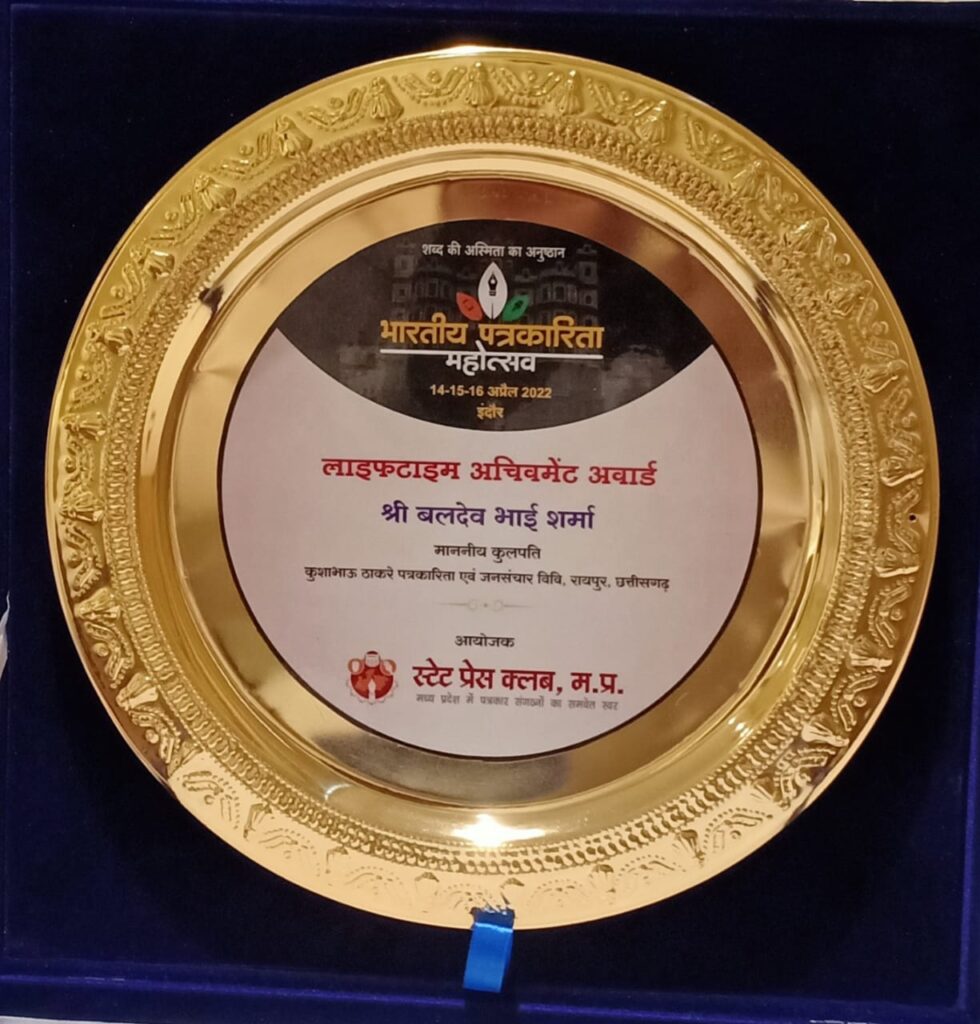 शब्द की अस्मिता का अनुष्ठान
भारतीय पत्रकारिता
महोत्सव
14-15-16 अप्रैल 2022
इंदौर
लाइफटाइम अचिवमेंट अवार्ड
श्री बलदेव भाई शर्मा
माननीय कुलपति
कुशाभाऊ ठाकरे पत्रकारिता एवं जनसंचार विवि, रायपुर, छत्तीसगढ़
आयोजक
स्टेट प्रेस क्लब, म.प्र.
मध्य प्रदेश में पत्रकार संगठनों का समवेत स्वर